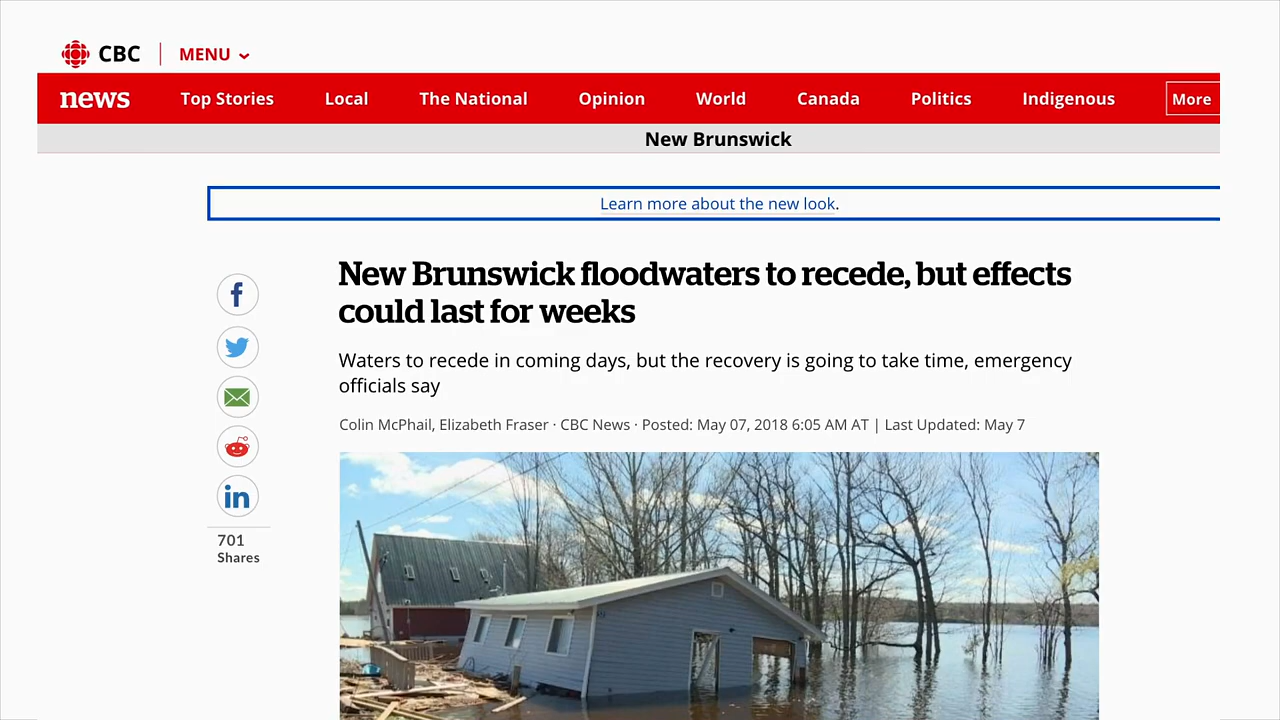 CBC
MENU
news
Top Stories
Local
The National
Opinion
World
Canada
Politics
Indigenous
More
New Brunswick
Learn more about the new look.
New Brunswick floodwaters to recede, but effects
could last for weeks
Waters to recede in coming days, but the recovery is going to take time, emergency
officials say
Colin McPhail, Elizabeth Fraser · CBC News · Posted: May 07, 2018 6:05 AM AT | Last Updated: May 7
in
701
Shares